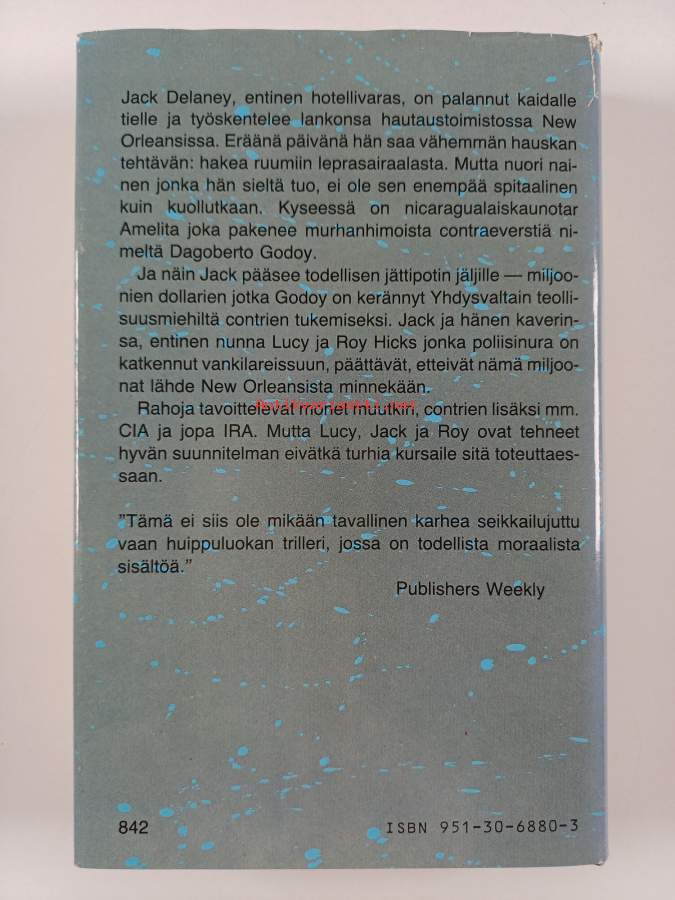 Jack Delaney, entinen hotellivaras, on palannut kaidalle
tielle ja työskentelee lankonsa hautaustoimistossa New
Orleansissa. Eräänä päivänä hän saa vähemmän hauskan
tehtävän: hakea ruumiin leprasairaalasta. Mutta nuori nai-
nen jonka hän sieltä tuo, ei ole sen enempää spitaalinen
kuin kuollutkaan. Kyseessä on nicaragualaiskaunotar
Amelita joka pakenee murhanhimoista contraeverstiä ni-
meltä Dagoberto Godoy.
Ja näin Jack pääsee todellisen jättipotin jäljille — miljoo-
nien dollarien jotka Godoy on kerännyt Yhdysvaltain teolli-
suusmiehiltä contrien tukemiseksi. Jack ja hänen kaverin-
sa, entinen nunna Lucy ja Roy Hicks jonka poliisinura on
katkennut vankilareissuun, päättävät, etteivät nämä miljoo-
nat lähde New Orleansista minnekään.
Rahoja tavoittelevat monet muutkin, contrien lisäksi mm.
CIA ja jopa IRA. Mutta Lucy, Jack ja Roy ovat tehneet
hyvän suunnitelman eivätkä turhia kursaile sitä toteuttaes-
saan.
"Tämä ei siis ole mikään tavallinen karhea seikkailujuttu
vaan huippuluokan trilleri, jossa on todellista moraalista
sisältöä."
Publishers Weekly
842
ISBN 951-30-6880-3